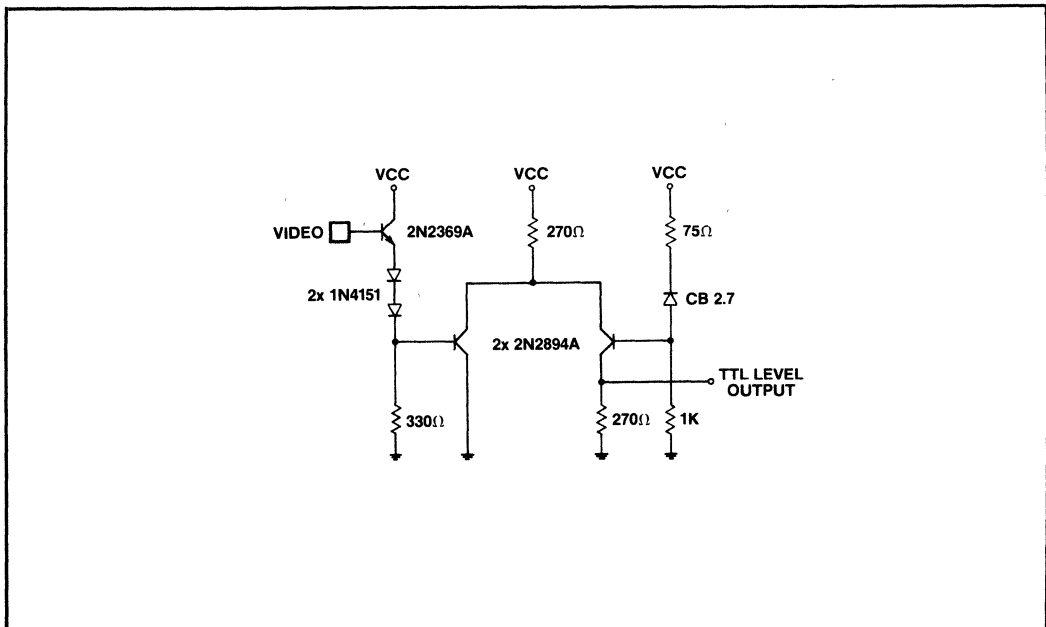 VCC
VCC
VCC
VIDEO
2N2369A
270Ω
75Ω
2x 1N4151
CB 2.7
2x 2N2894A
TTL LEVEL
OUTPUT
330Ω
270Ω
1K